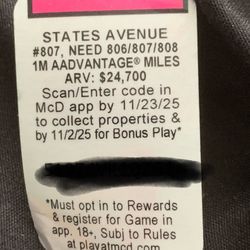 STATES AVENUE
#807, NEED 806/807/808
1M AADVANTAGE® MILES
ARV: $24,700
Scan/Enter code in
McD app by 11/23/25
to collect properties &
by 11/2/25 for Bonus Play*
*Must opt in to Rewards
& register for Game in
app. 18+, Subj to Rules
at playatmcd.com